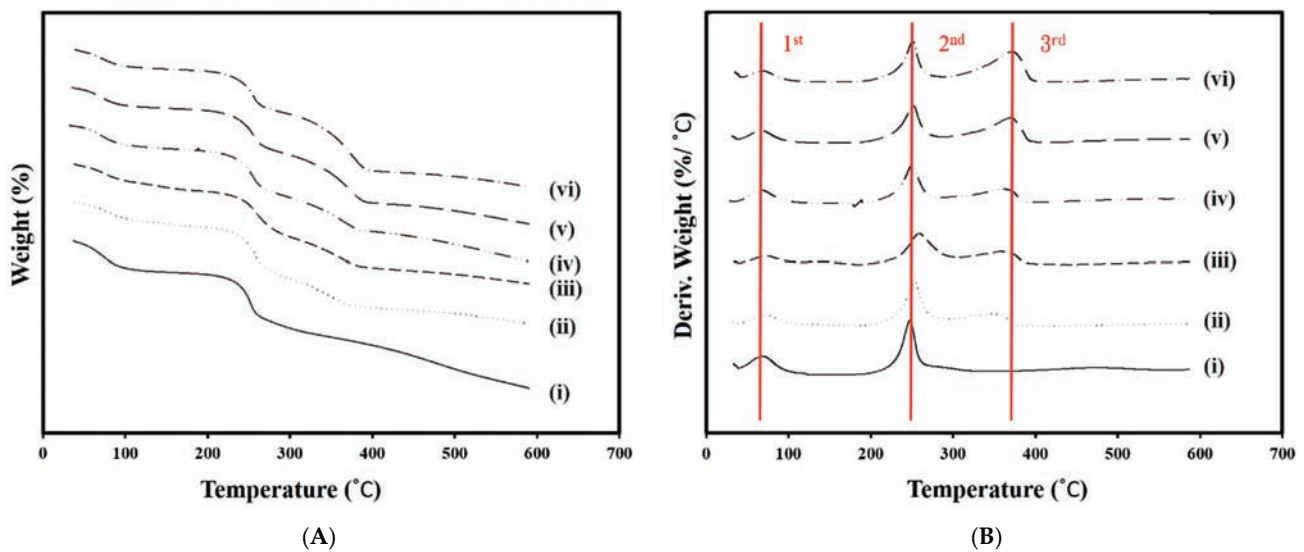 Weight (%)
(vi)
(v)
(iv)
(iii)
(ii)
(i)
0 100 200 300 400 500 600 700
Temperature (˚C)
(A)
Deriv. Weight (%/ ˚C)
1st 2nd 3rd
(vi)
(v)
(iv)
(iii)
(ii)
(i)
0 100 200 300 400 500 600 700
Temperature (˚C)
(B)